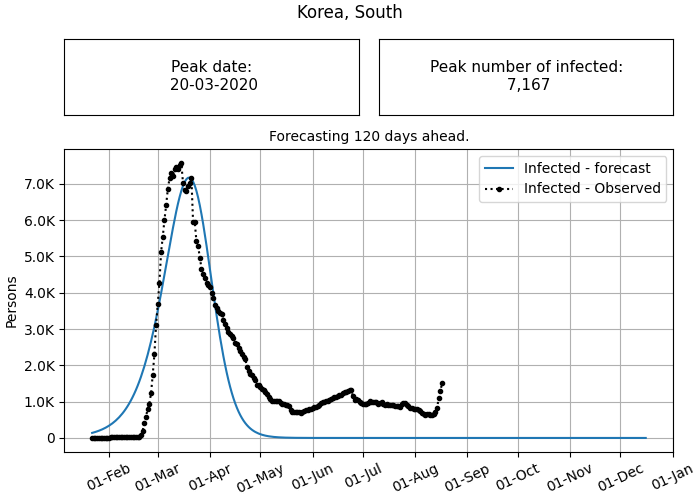 Korea, South
Peak date:
20-03-2020
Peak number of infected:
7,167
Forecasting 120 days ahead.
Infected - forecast
Infected - Observed
7.0K
6.0K
5.0K
4.0K
3.0K
2.0K
1.0K
0
Persons
01-Feb
01-Mar
01-Apr
01-May
01-Jun
01-Jul
01-Aug
01-Sep
01-Oct
01-Nov
01-Dec
01-Jan